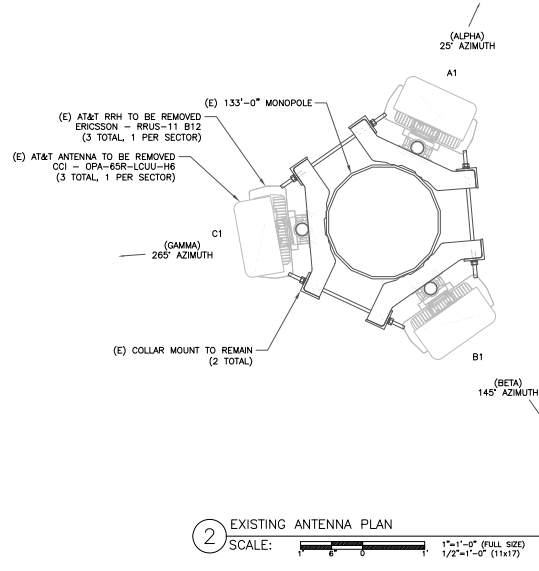 (ALPHA)
25° AZIMUTH
A1
(E) 133'-0" MONOPOLE
(E) AT&T RRH TO BE REMOVED
ERICSSON - RRUS-11 B12
(3 TOTAL, 1 PER SECTOR)
(E) AT&T ANTENNA TO BE REMOVED
CCI - OPA-65R-LCUU-H6
(3 TOTAL, 1 PER SECTOR)
C1
(GAMMA)
265° AZIMUTH
(E) COLLAR MOUNT TO REMAIN
(2 TOTAL)
B1
(BETA)
145° AZIMUTH
2
EXISTING ANTENNA PLAN
SCALE:
1' 6" 0 1'
1"=1'-0" (FULL SIZE)
1/2"=1'-0" (11x17)